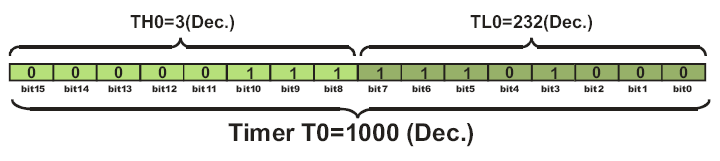 TH0=3(Dec.) TL0=232(Dec.)
0 0 0 0 0 1 1 1 1 1 1 0 1 0 0 0
bit15 bit14 bit13 bit12 bit11 bit10 bit9 bit8 bit7 bit6 bit5 bit4 bit3 bit2 bit1 bit0
Timer T0=1000 (Dec.)